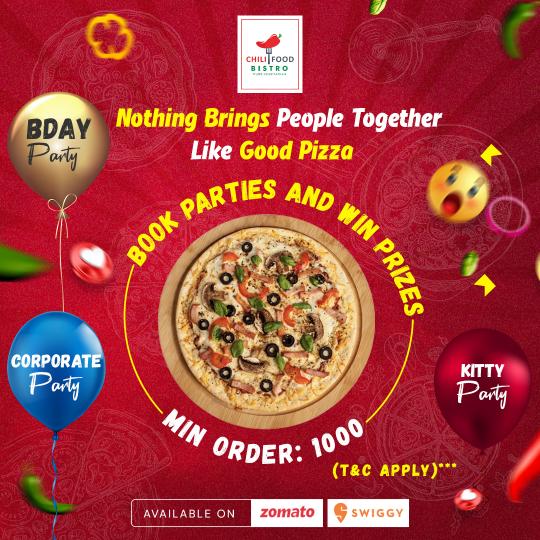 CHILI FOOD
BISTRO
Nothing Brings People Together
Like Good Pizza
BDAY
Party
BOOK PARTIES AND WIN PRIZES
CORPORATE
Party
KITTY
Party
MIN ORDER: 1000
(T&C APPLY)***
AVAILABLE ON
zomato
SWIGGY